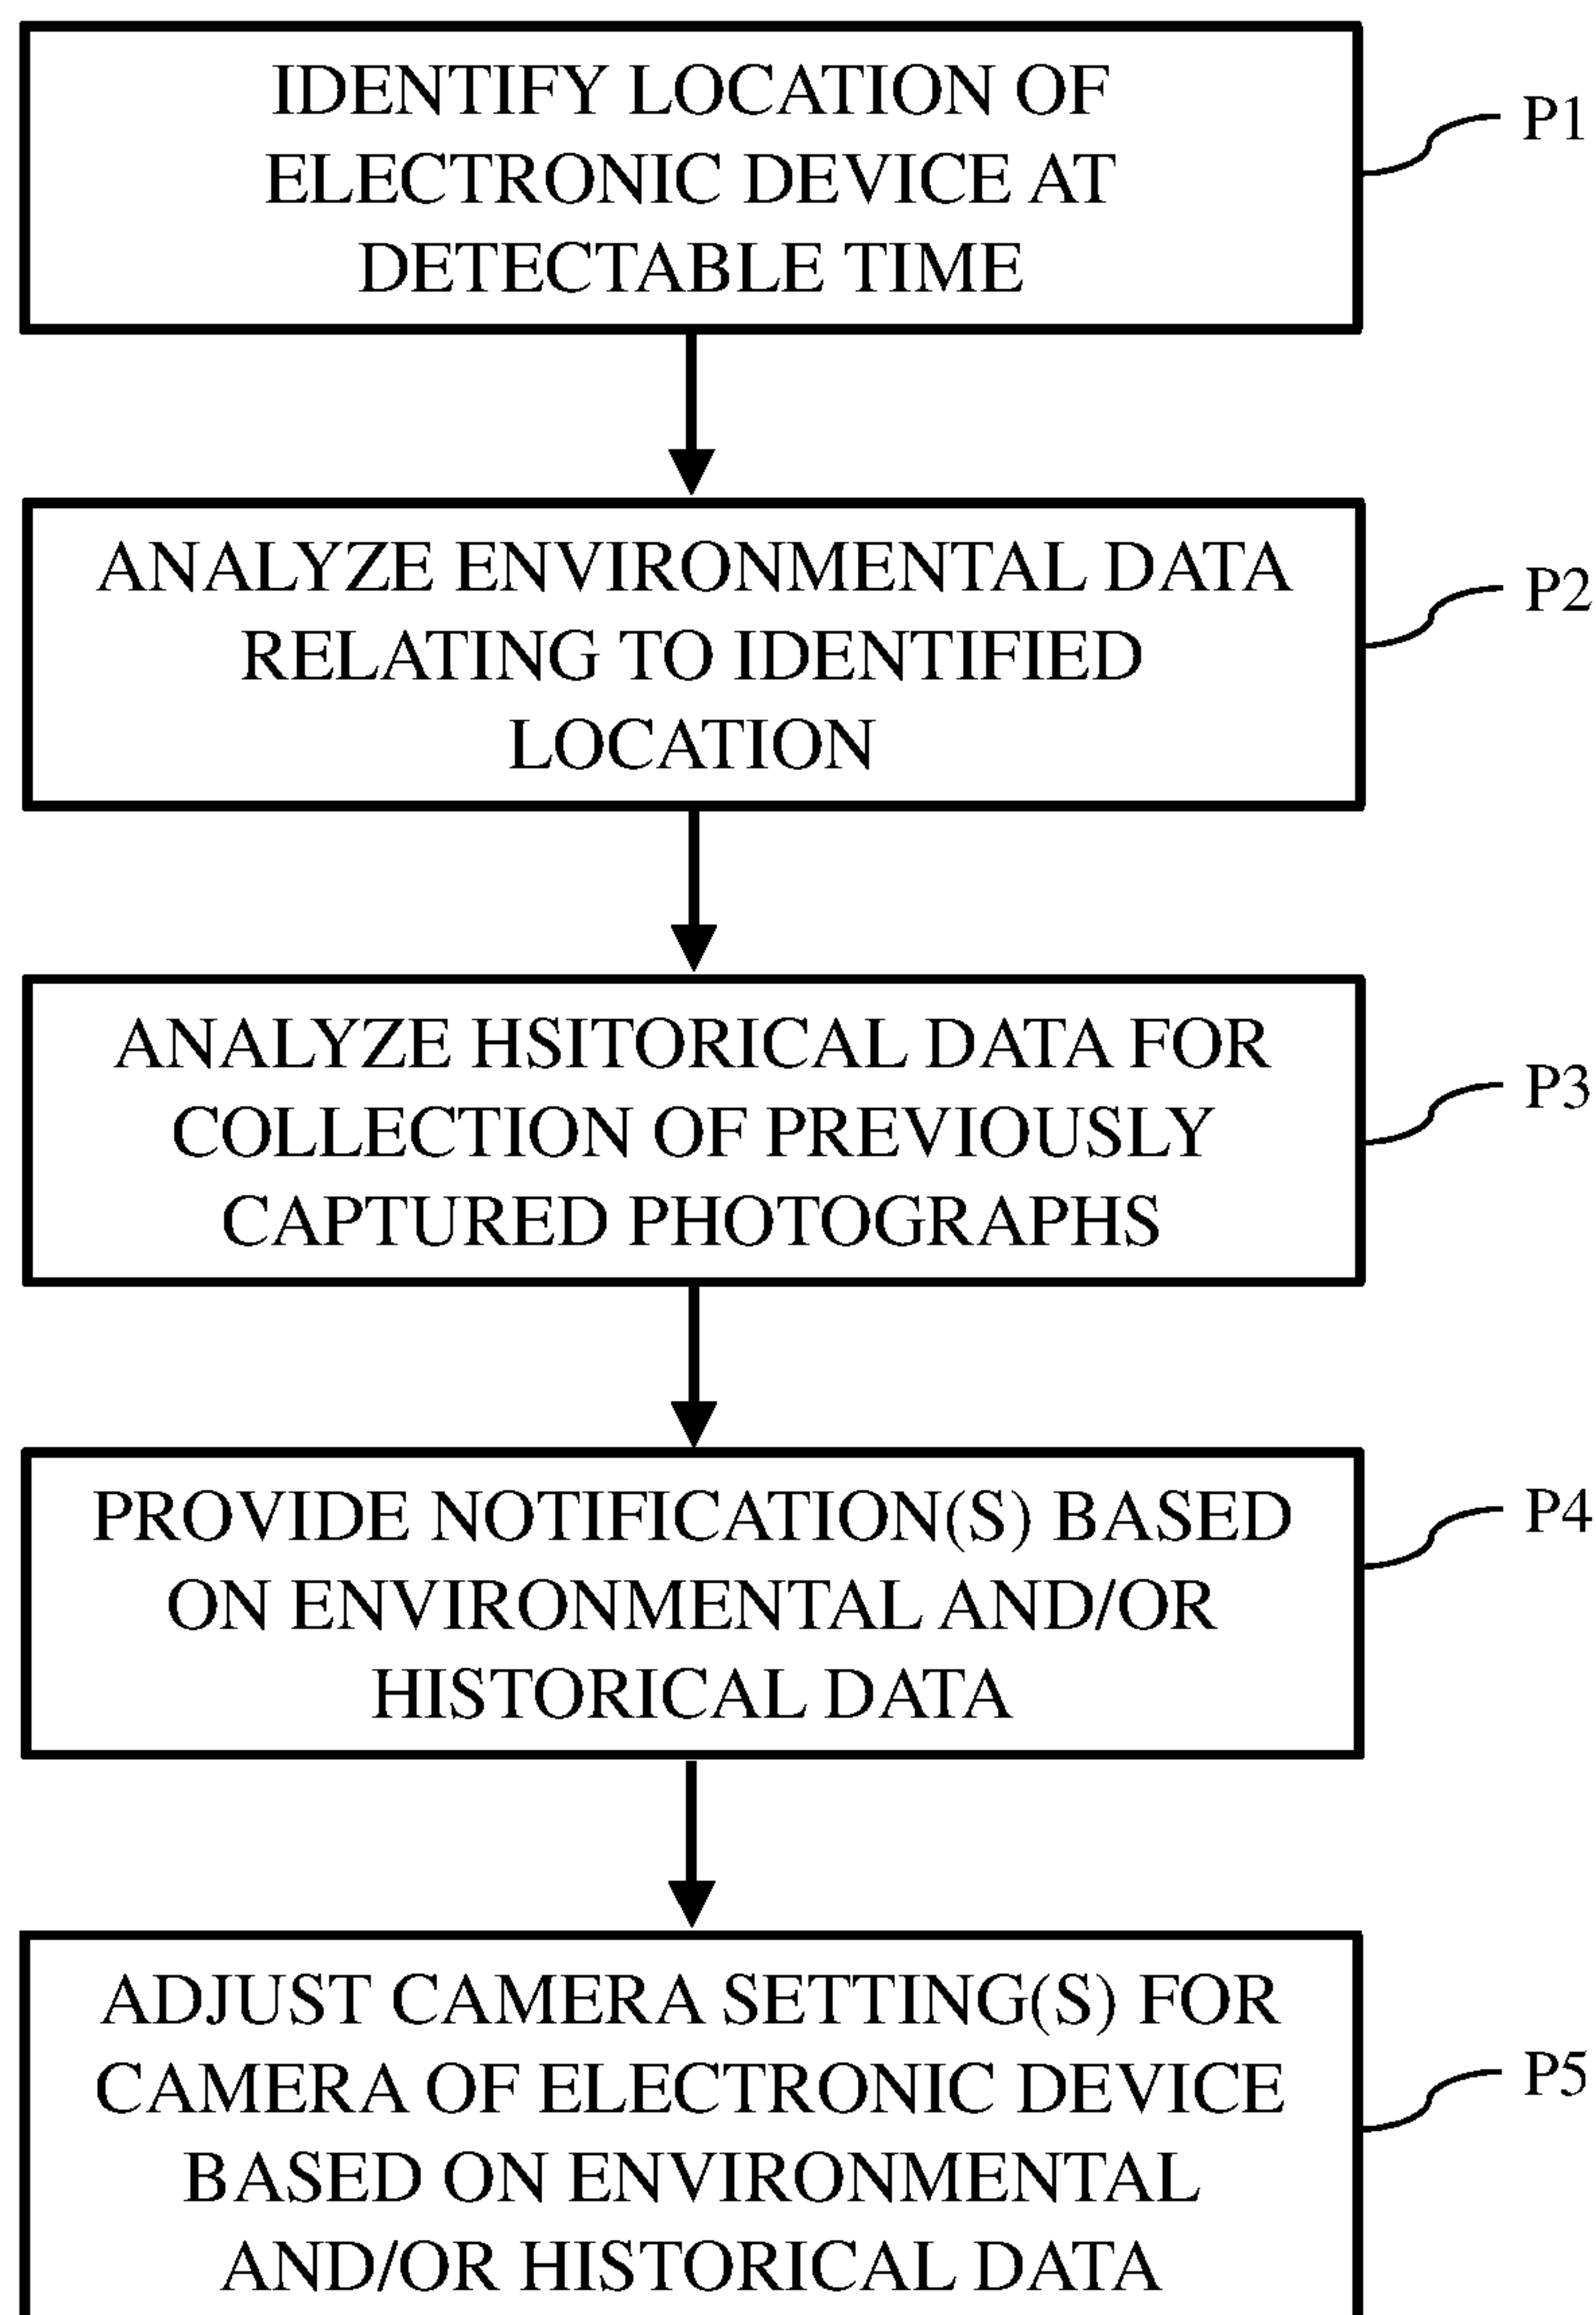 IDENTIFY LOCATION OF
ELECTRONIC DEVICE AT
DETECTABLE TIME
P1
ANALYZE ENVIRONMENTAL DATA
RELATING TO IDENTIFIED
LOCATION
P2
ANALYZE HSITORICAL DATA FOR
COLLECTION OF PREVIOUSLY
CAPTURED PHOTOGRAPHS
P3
PROVIDE NOTIFICATION(S) BASED
ON ENVIRONMENTAL AND/OR
HISTORICAL DATA
P4
ADJUST CAMERA SETTING(S) FOR
CAMERA OF ELECTRONIC DEVICE
BASED ON ENVIRONMENTAL
AND/OR HISTORICAL DATA
P5